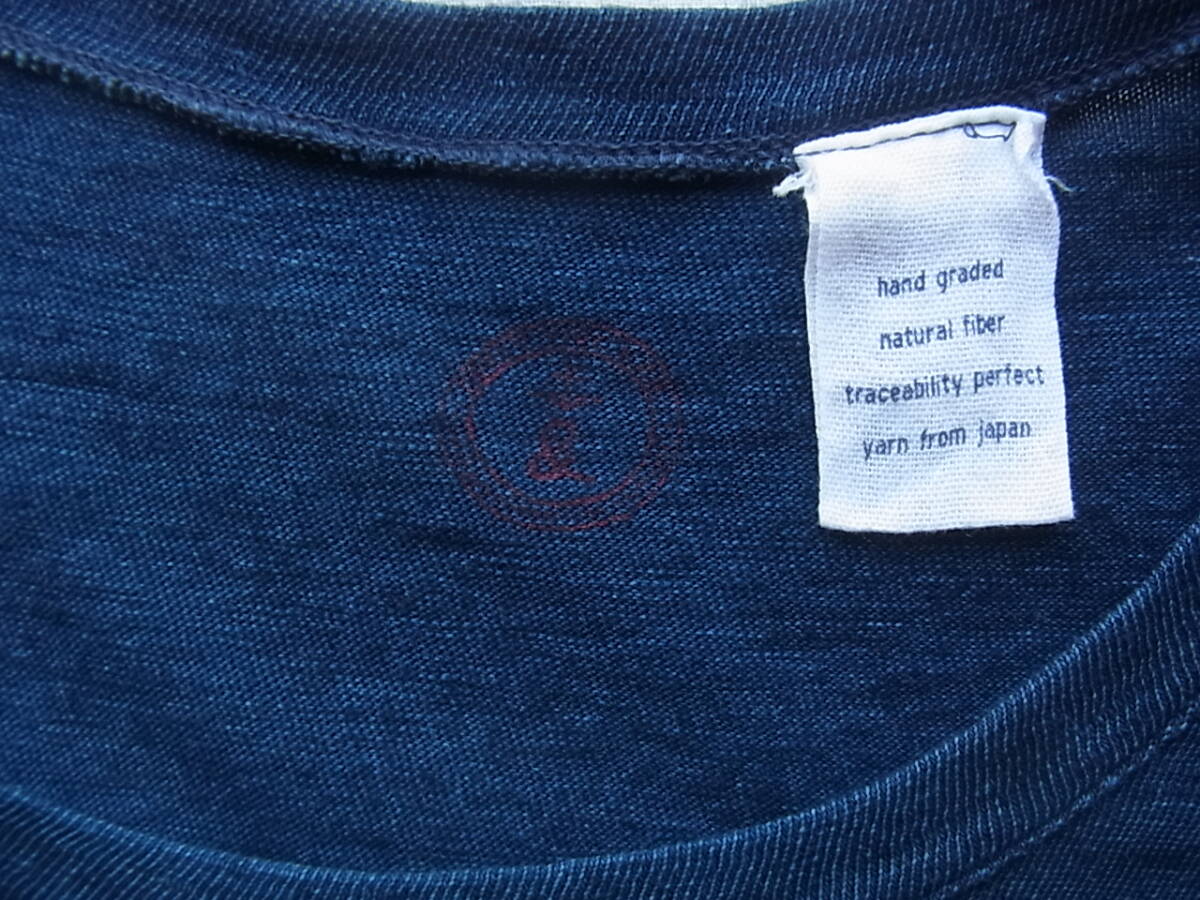 hand graded
natural fiber
traceability perfect
yarn from japan